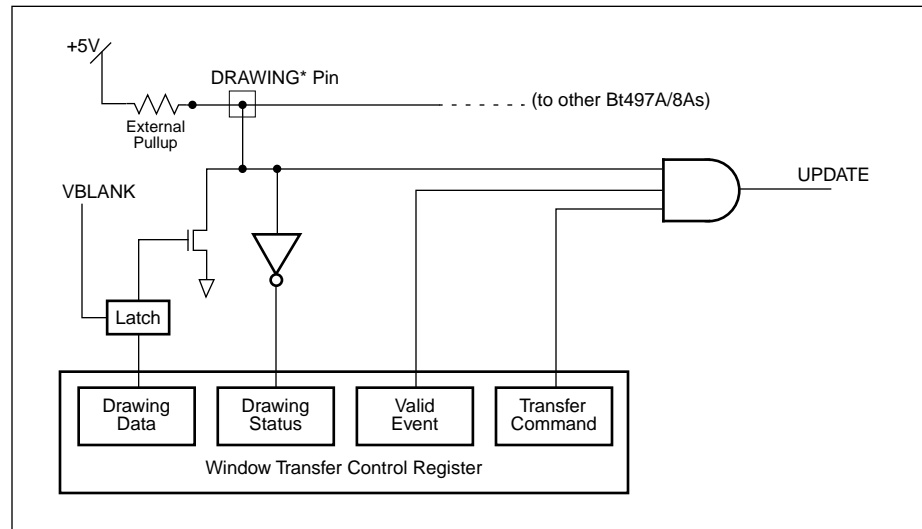 +5V
DRAWING* Pin
(to other Bt497A/8As)
External
Pullup
VBLANK
UPDATE
Latch
Drawing
Data
Drawing
Status
Valid
Event
Transfer
Command
Window Transfer Control Register